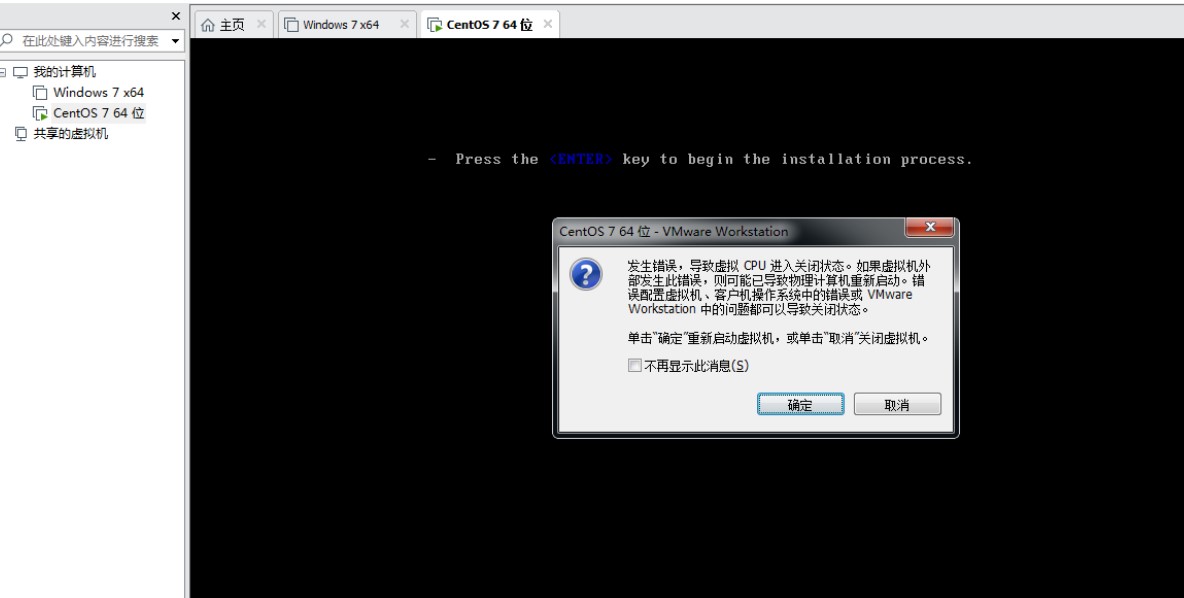 在此处键入内容进行搜索
我的计算机
Windows 7 x64
CentOS 7 64 位
共享的虚拟机
主页
Windows 7 x64
CentOS 7 64 位
- Press the <ENTER> key to begin the installation process.
CentOS 7 64 位 - VMware Workstation
发生错误，导致虚拟 CPU 进入关闭状态。如果虚拟机外
部发生此错误，则可能已导致物理计算机重新启动。错
误配置虚拟机、客户机操作系统中的错误或 VMware
Workstation 中的问题都可以导致关闭状态。
单击"确定"重新启动虚拟机，或单击"取消"关闭虚拟机。
不再显示此消息(S)
确定
取消